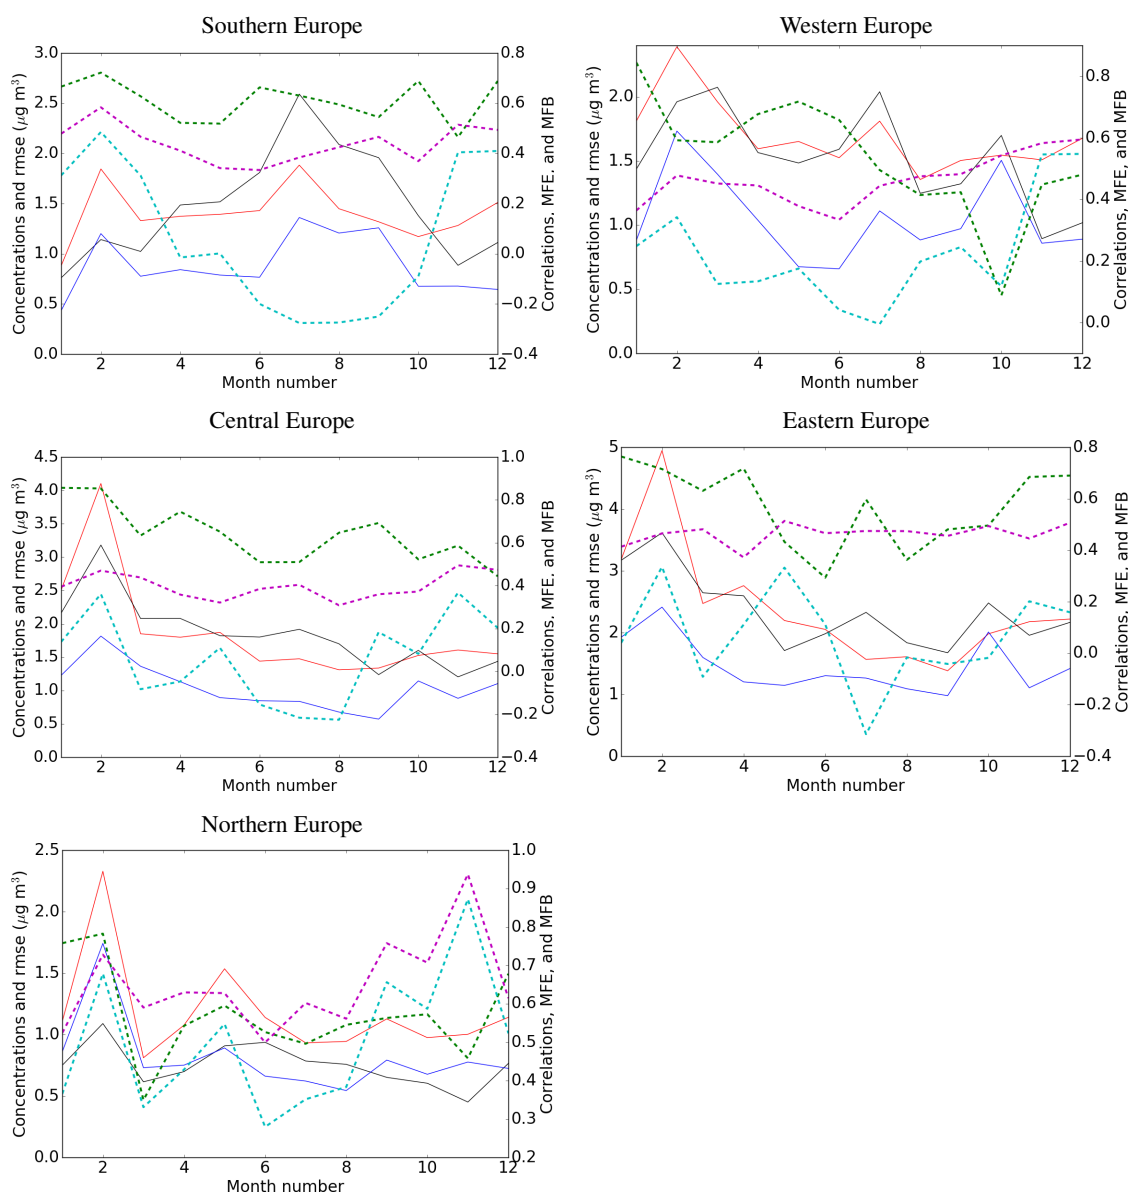 Southern Europe
3.0
2.5
2.0
1.5
1.0
0.5
0.0
0.8
0.6
0.4
0.2
0.0
−0.2
−0.4
2 4 6 8 10 12
Month number
Concentrations and rmse (μg m³)
Correlations, MFE, and MFB
Western Europe
2.0
1.5
1.0
0.5
0.0
0.8
0.6
0.4
0.2
0.0
2 4 6 8 10 12
Month number
Concentrations and rmse (μg m³)
Correlations, MFE, and MFB
Central Europe
4.5
4.0
3.5
3.0
2.5
2.0
1.5
1.0
0.5
0.0
1.0
0.8
0.6
0.4
0.2
0.0
−0.2
−0.4
2 4 6 8 10 12
Month number
Concentrations and rmse (μg m³)
Correlations, MFE, and MFB
Eastern Europe
5
4
3
2
1
0
0.8
0.6
0.4
0.2
0.0
−0.2
−0.4
2 4 6 8 10 12
Month number
Concentrations and rmse (μg m³)
Correlations, MFE, and MFB
Northern Europe
2.5
2.0
1.5
1.0
0.5
0.0
1.0
0.9
0.8
0.7
0.6
0.5
0.4
0.3
0.2
2 4 6 8 10 12
Month number
Concentrations and rmse (μg m³)
Correlations, MFE, and MFB